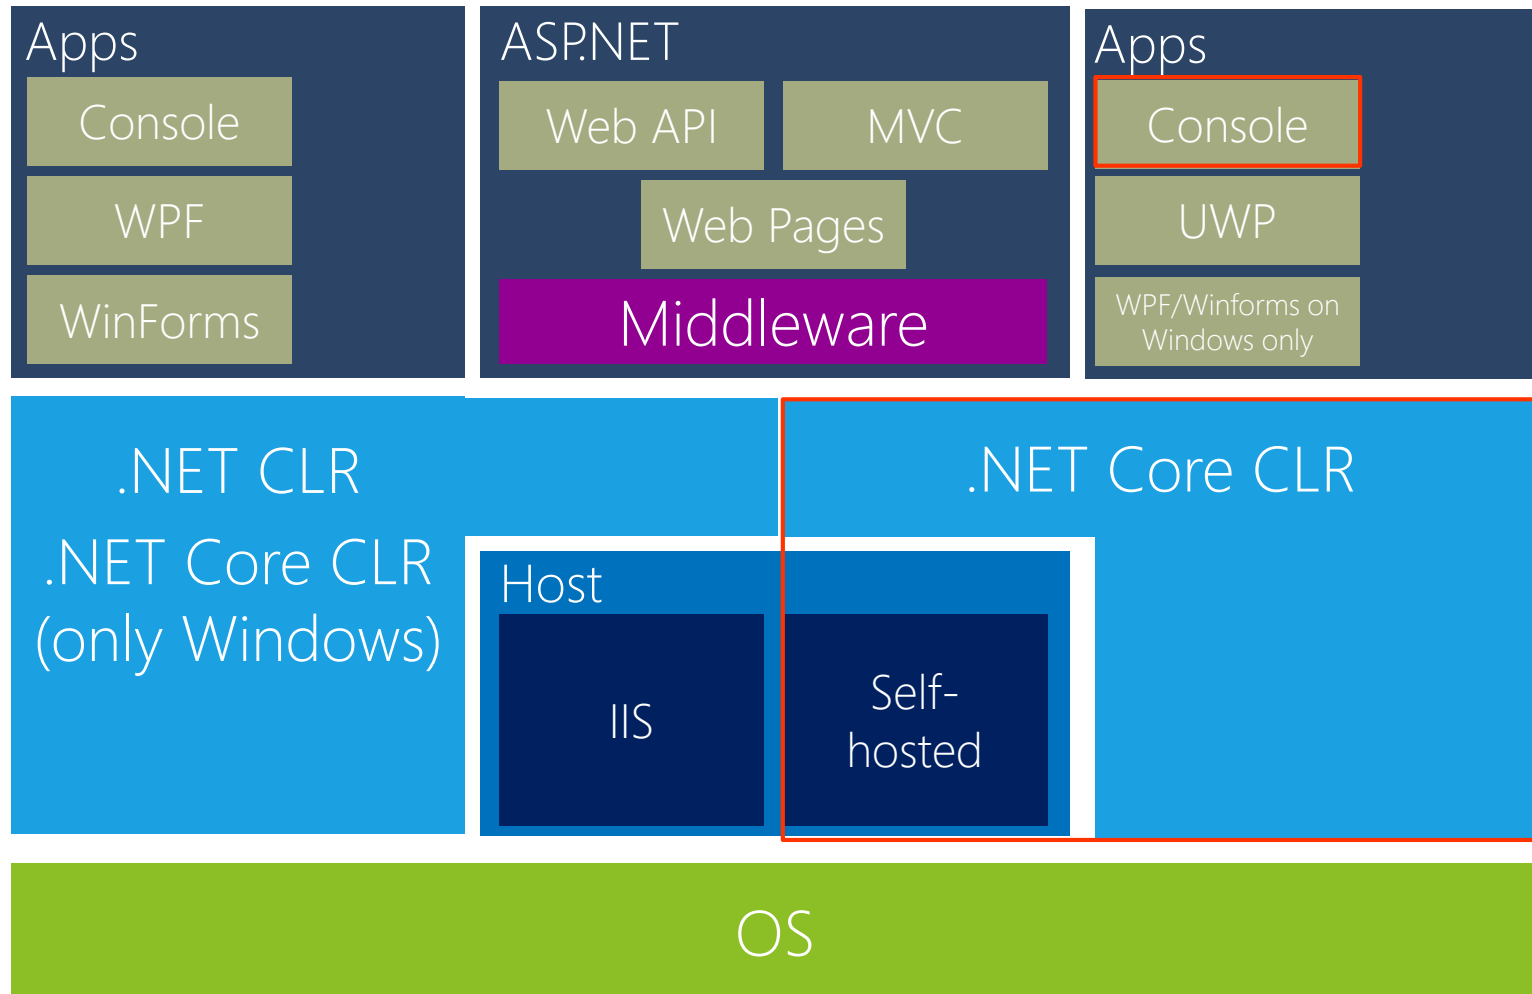 Apps
Console
WPF
WinForms
ASP.NET
Web API
MVC
Web Pages
Middleware
Apps
Console
UWP
WPF/Winforms on
Windows only
.NET CLR
.NET Core CLR
(only Windows)
.NET Core CLR
Host
IIS
Self-
hosted
OS